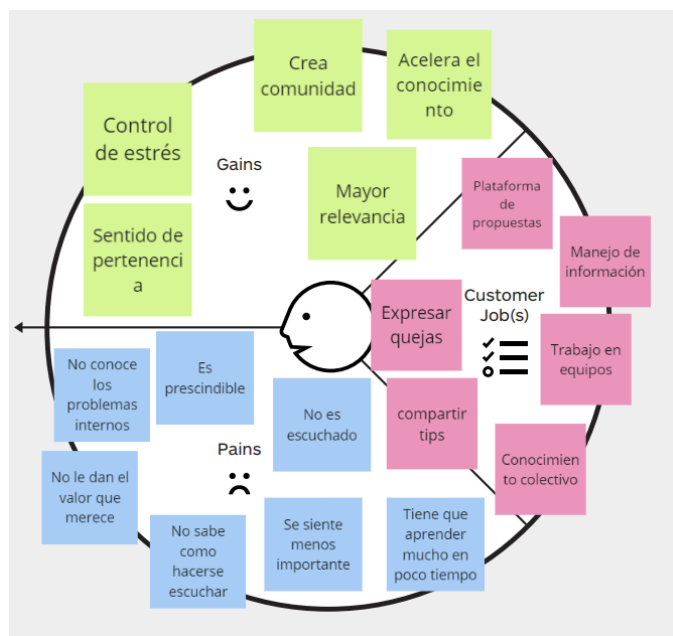 Crea
comunidad
Acelera el
conocimie
nto
Control
de estrés
Gains
Mayor
relevancia
Sentido de
pertenenci
a
Plataforma
de
propuestas
Manejo de
información
Expresar
quejas
Customer
Job(s)
Trabajo en
equipos
compartir
tips
Conocimien
to colectivo
No conoce
los
problemas
internos
Es
prescindible
No es
escuchado
Pains
No le dan el
valor que
merece
No sabe
como
hacerse
escuchar
Se siente
menos
importante
Tiene que
aprender
mucho en
poco tiempo